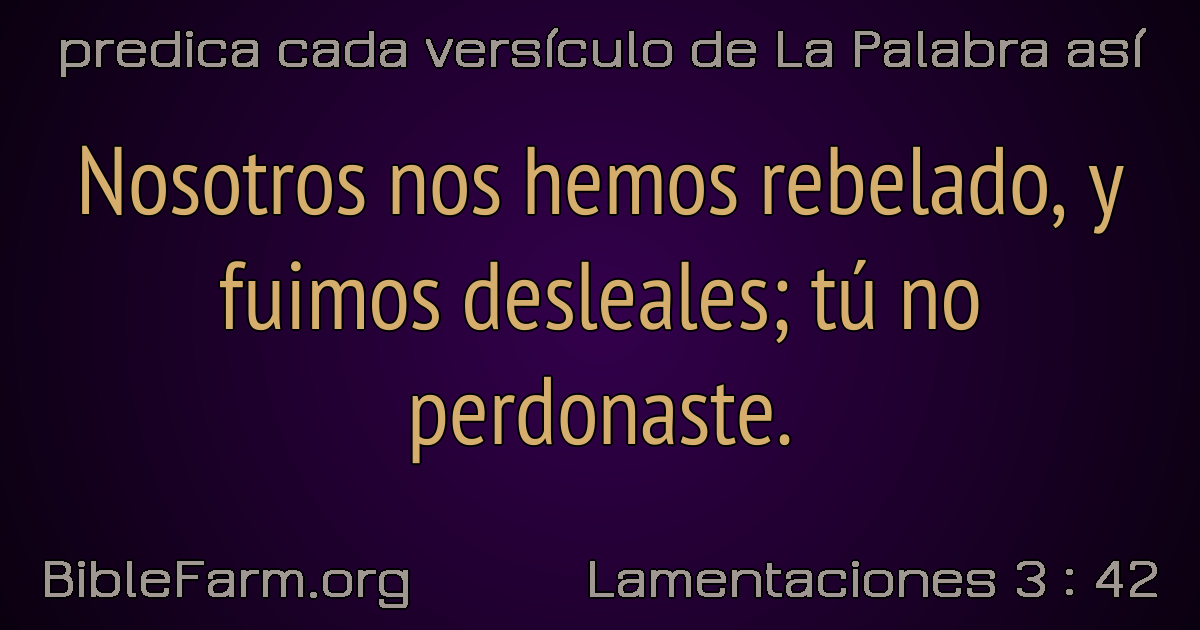 predica cada versículo de La Palabra así
Nosotros nos hemos rebelado, y
fuimos desleales; tú no
perdonaste.
BibleFarm.org
Lamentaciones 3 : 42